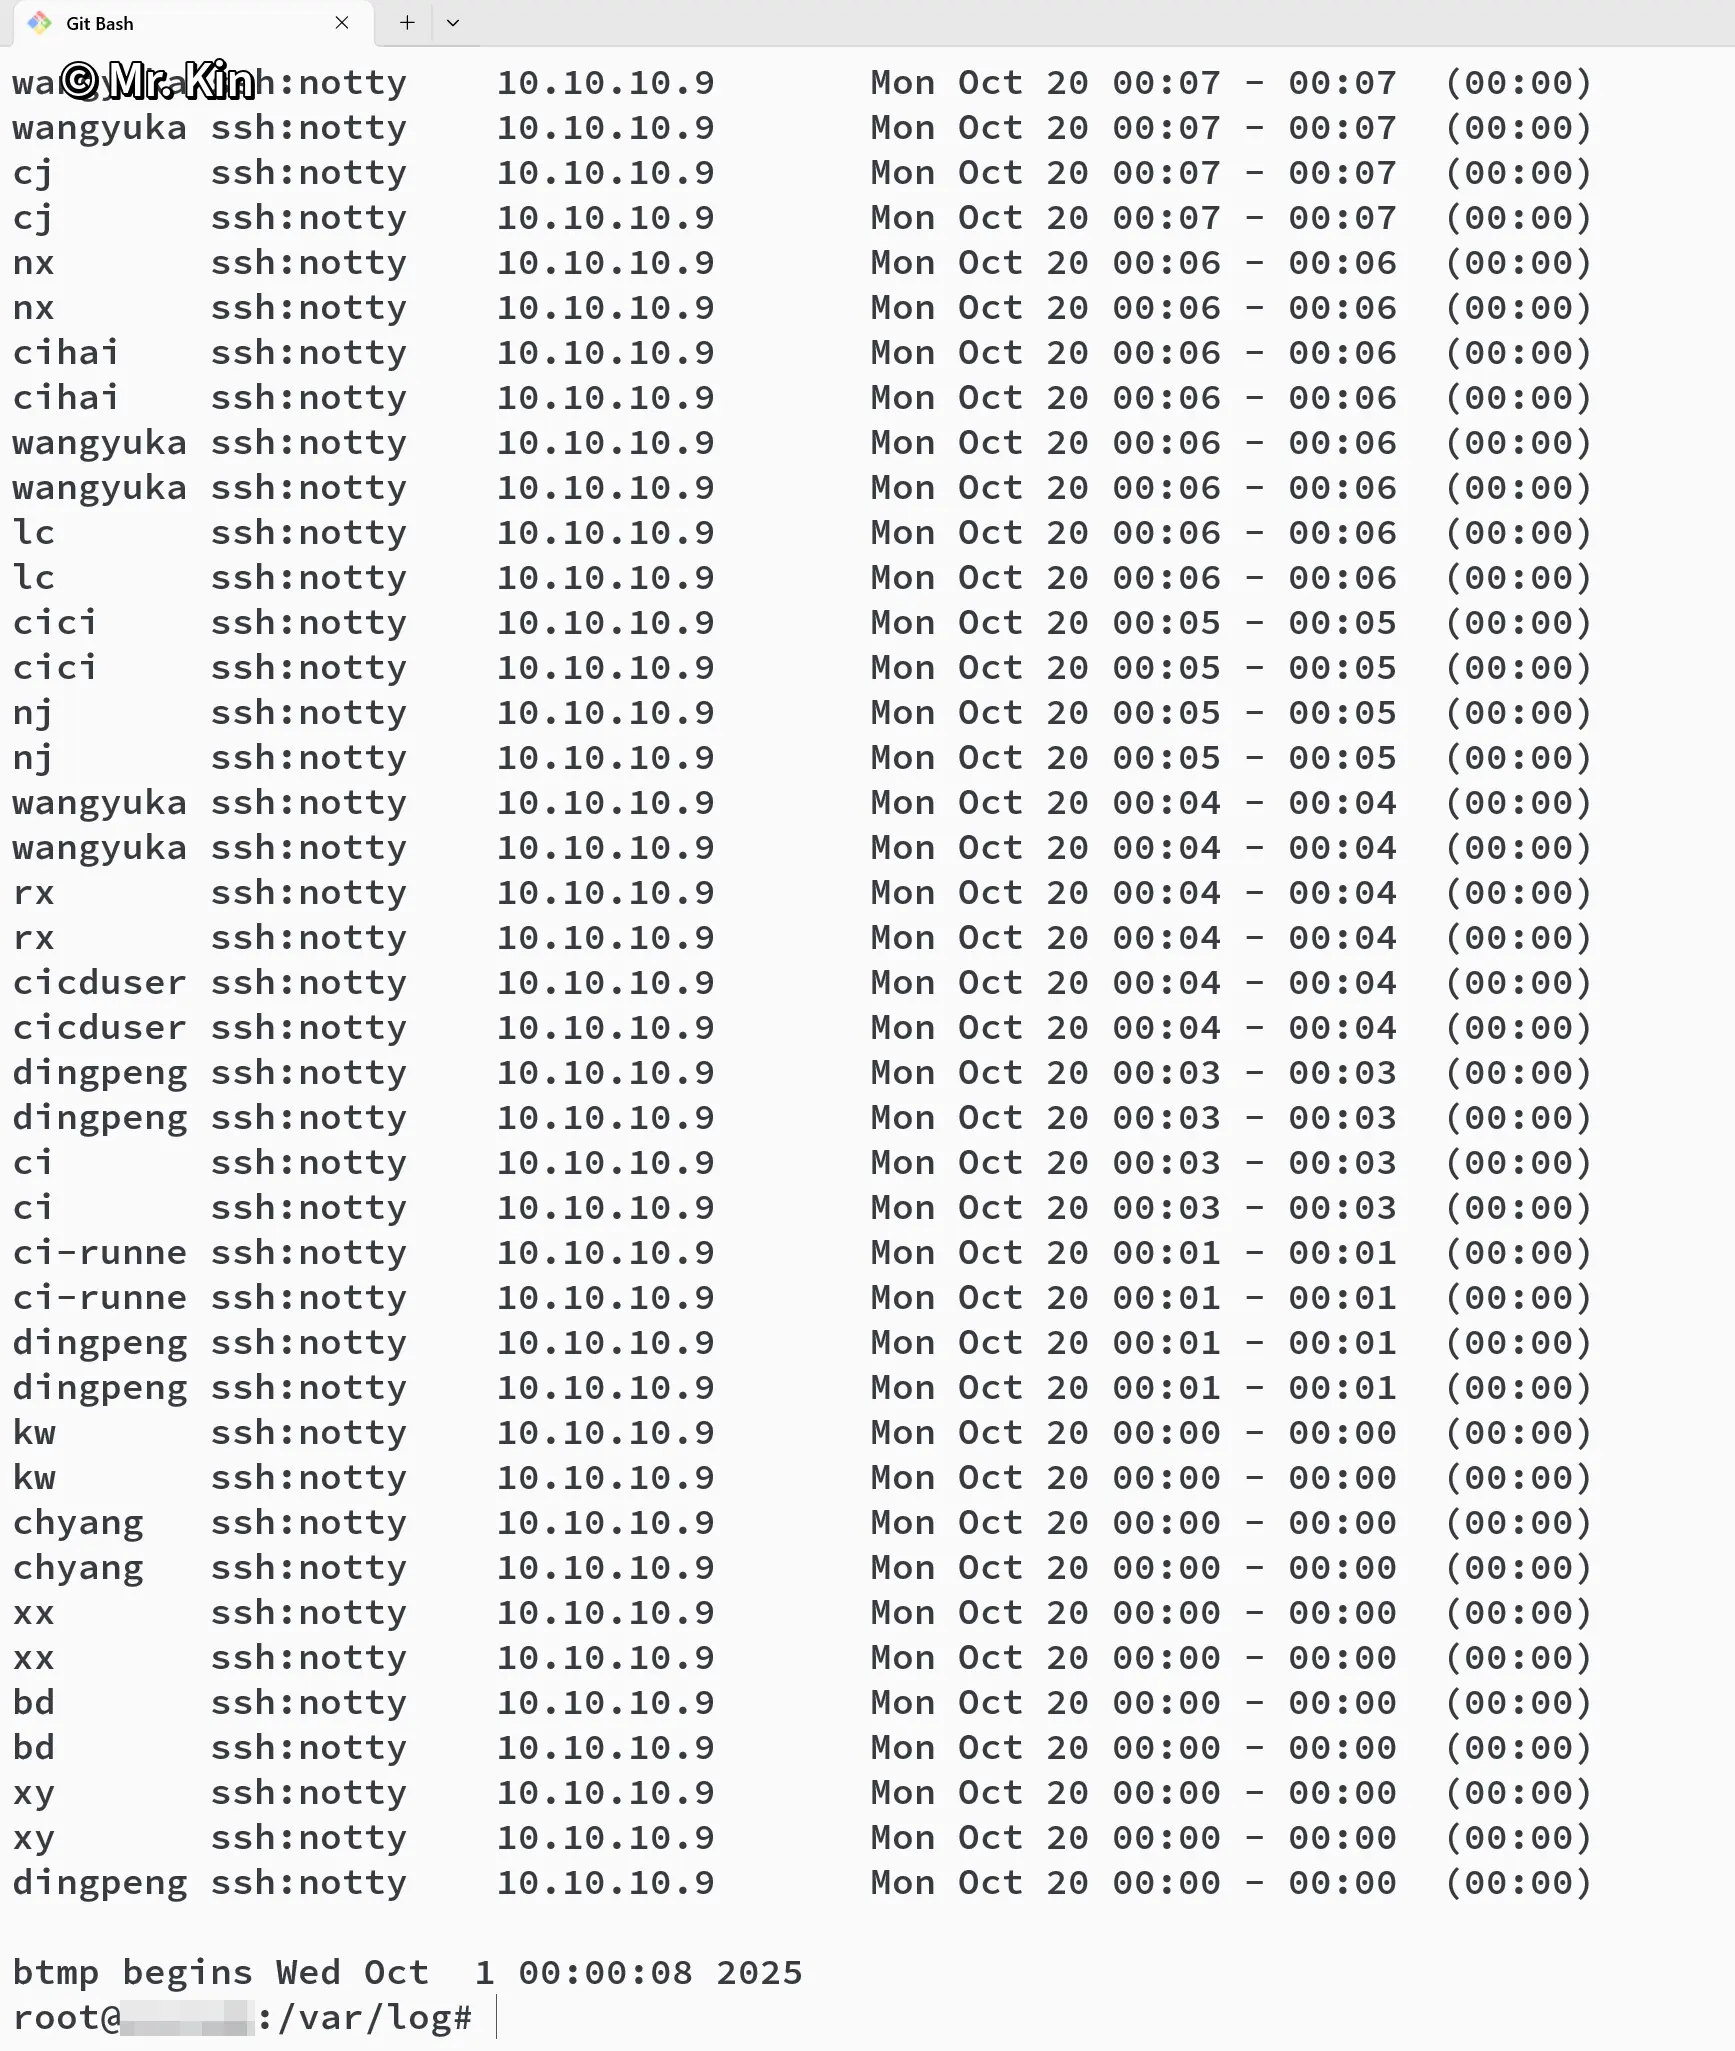 Git Bash
© Mr. Kin
wangyuka ssh:notty    10.10.10.9       Mon Oct 20 00:07 - 00:07  (00:00)
wangyuka ssh:notty    10.10.10.9       Mon Oct 20 00:07 - 00:07  (00:00)
cj       ssh:notty    10.10.10.9       Mon Oct 20 00:07 - 00:07  (00:00)
cj       ssh:notty    10.10.10.9       Mon Oct 20 00:07 - 00:07  (00:00)
nx       ssh:notty    10.10.10.9       Mon Oct 20 00:06 - 00:06  (00:00)
nx       ssh:notty    10.10.10.9       Mon Oct 20 00:06 - 00:06  (00:00)
cihai    ssh:notty    10.10.10.9       Mon Oct 20 00:06 - 00:06  (00:00)
cihai    ssh:notty    10.10.10.9       Mon Oct 20 00:06 - 00:06  (00:00)
wangyuka ssh:notty    10.10.10.9       Mon Oct 20 00:06 - 00:06  (00:00)
wangyuka ssh:notty    10.10.10.9       Mon Oct 20 00:06 - 00:06  (00:00)
lc       ssh:notty    10.10.10.9       Mon Oct 20 00:06 - 00:06  (00:00)
lc       ssh:notty    10.10.10.9       Mon Oct 20 00:06 - 00:06  (00:00)
cici     ssh:notty    10.10.10.9       Mon Oct 20 00:05 - 00:05  (00:00)
cici     ssh:notty    10.10.10.9       Mon Oct 20 00:05 - 00:05  (00:00)
nj       ssh:notty    10.10.10.9       Mon Oct 20 00:05 - 00:05  (00:00)
nj       ssh:notty    10.10.10.9       Mon Oct 20 00:05 - 00:05  (00:00)
wangyuka ssh:notty    10.10.10.9       Mon Oct 20 00:04 - 00:04  (00:00)
wangyuka ssh:notty    10.10.10.9       Mon Oct 20 00:04 - 00:04  (00:00)
rx       ssh:notty    10.10.10.9       Mon Oct 20 00:04 - 00:04  (00:00)
rx       ssh:notty    10.10.10.9       Mon Oct 20 00:04 - 00:04  (00:00)
cicduser ssh:notty    10.10.10.9       Mon Oct 20 00:04 - 00:04  (00:00)
cicduser ssh:notty    10.10.10.9       Mon Oct 20 00:04 - 00:04  (00:00)
dingpeng ssh:notty    10.10.10.9       Mon Oct 20 00:03 - 00:03  (00:00)
dingpeng ssh:notty    10.10.10.9       Mon Oct 20 00:03 - 00:03  (00:00)
ci       ssh:notty    10.10.10.9       Mon Oct 20 00:03 - 00:03  (00:00)
ci       ssh:notty    10.10.10.9       Mon Oct 20 00:03 - 00:03  (00:00)
ci-runne ssh:notty    10.10.10.9       Mon Oct 20 00:01 - 00:01  (00:00)
ci-runne ssh:notty    10.10.10.9       Mon Oct 20 00:01 - 00:01  (00:00)
dingpeng ssh:notty    10.10.10.9       Mon Oct 20 00:01 - 00:01  (00:00)
dingpeng ssh:notty    10.10.10.9       Mon Oct 20 00:01 - 00:01  (00:00)
kw       ssh:notty    10.10.10.9       Mon Oct 20 00:00 - 00:00  (00:00)
kw       ssh:notty    10.10.10.9       Mon Oct 20 00:00 - 00:00  (00:00)
chyang   ssh:notty    10.10.10.9       Mon Oct 20 00:00 - 00:00  (00:00)
chyang   ssh:notty    10.10.10.9       Mon Oct 20 00:00 - 00:00  (00:00)
xx       ssh:notty    10.10.10.9       Mon Oct 20 00:00 - 00:00  (00:00)
xx       ssh:notty    10.10.10.9       Mon Oct 20 00:00 - 00:00  (00:00)
bd       ssh:notty    10.10.10.9       Mon Oct 20 00:00 - 00:00  (00:00)
bd       ssh:notty    10.10.10.9       Mon Oct 20 00:00 - 00:00  (00:00)
xy       ssh:notty    10.10.10.9       Mon Oct 20 00:00 - 00:00  (00:00)
xy       ssh:notty    10.10.10.9       Mon Oct 20 00:00 - 00:00  (00:00)
dingpeng ssh:notty    10.10.10.9       Mon Oct 20 00:00 - 00:00  (00:00)
btmp begins Wed Oct  1 00:00:08 2025
root@:/var/log#